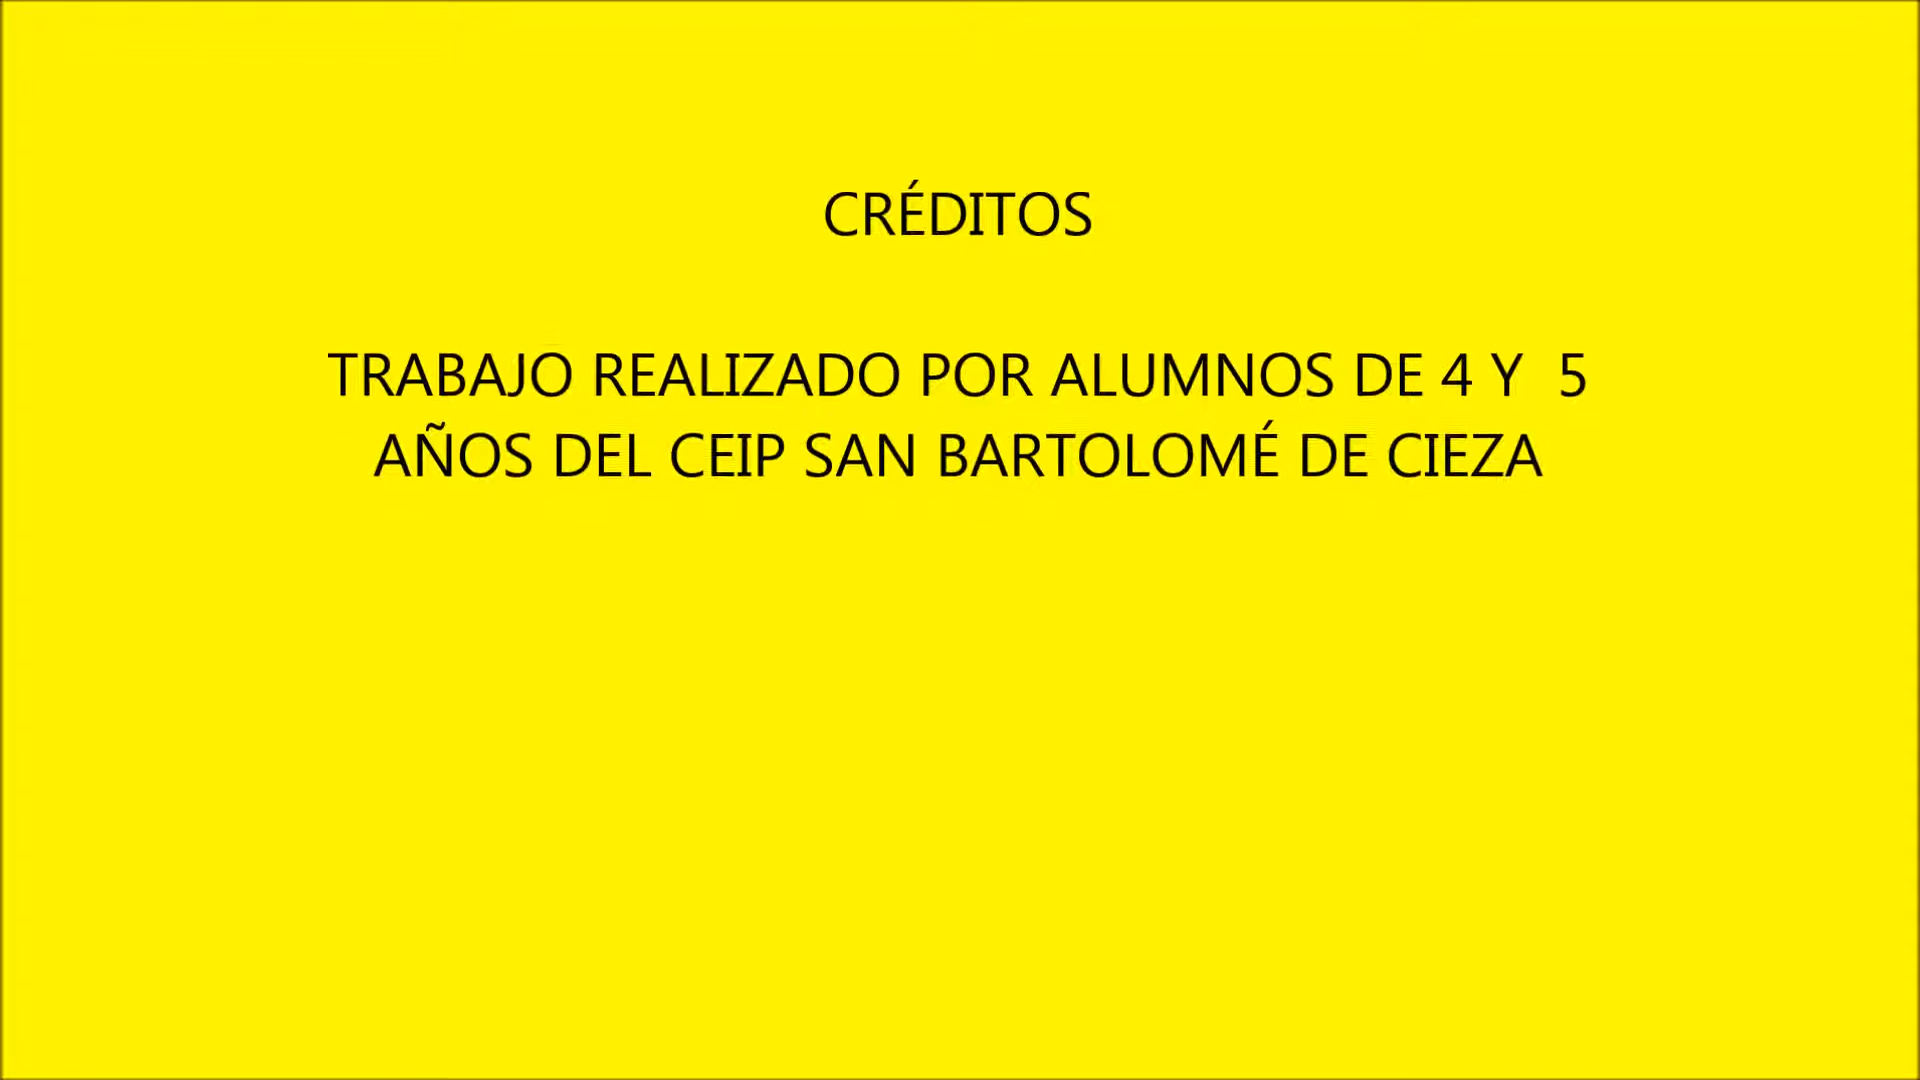 CRÉDITOS
TRABAJO REALIZADO POR ALUMNOS DE 4 Y  5
AÑOS DEL CEIP SAN BARTOLOMÉ DE CIEZA